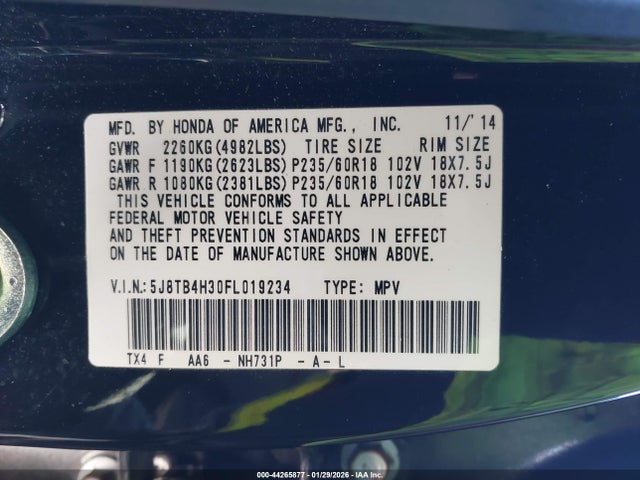 MFD. BY HONDA OF AMERICA MFG., INC. 11/'14
GVWR 2260KG(4982LBS) TIRE SIZE RIM SIZE
GAWR F 1190KG(2623LBS) P235/60R18 102V 18X7.5J
GAWR R 1080KG(2381LBS) P235/60R18 102V 18X7.5J
THIS VEHICLE CONFORMS TO ALL APPLICABLE
FEDERAL MOTOR VEHICLE SAFETY
AND THEFT PREVENTION STANDARDS IN EFFECT
ON THE DATE OF MANUFACTURE SHOWN ABOVE.
V.I.N.:5J8TB4H30FL019234 TYPE: MPV
TX4 F AA6 - NH731P - A - L
000-44265877 - 01/29/2026 - IAA Inc.